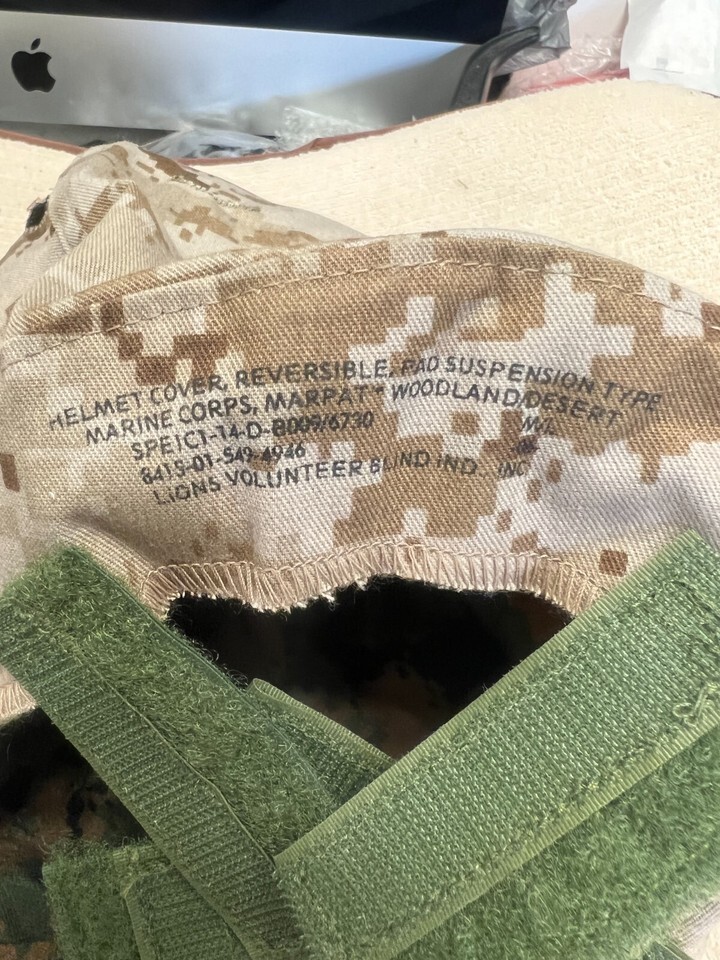 HELMET COVER, REVERSIBLE, PAD SUSPENSION TYPE
MARINE CORPS, MARPAT - WOODLAND/DESERT
SPE1C1-14-D-B009/6730 M/L
8415-01-549-4946
LIONS VOLUNTEER BLIND IND. INC